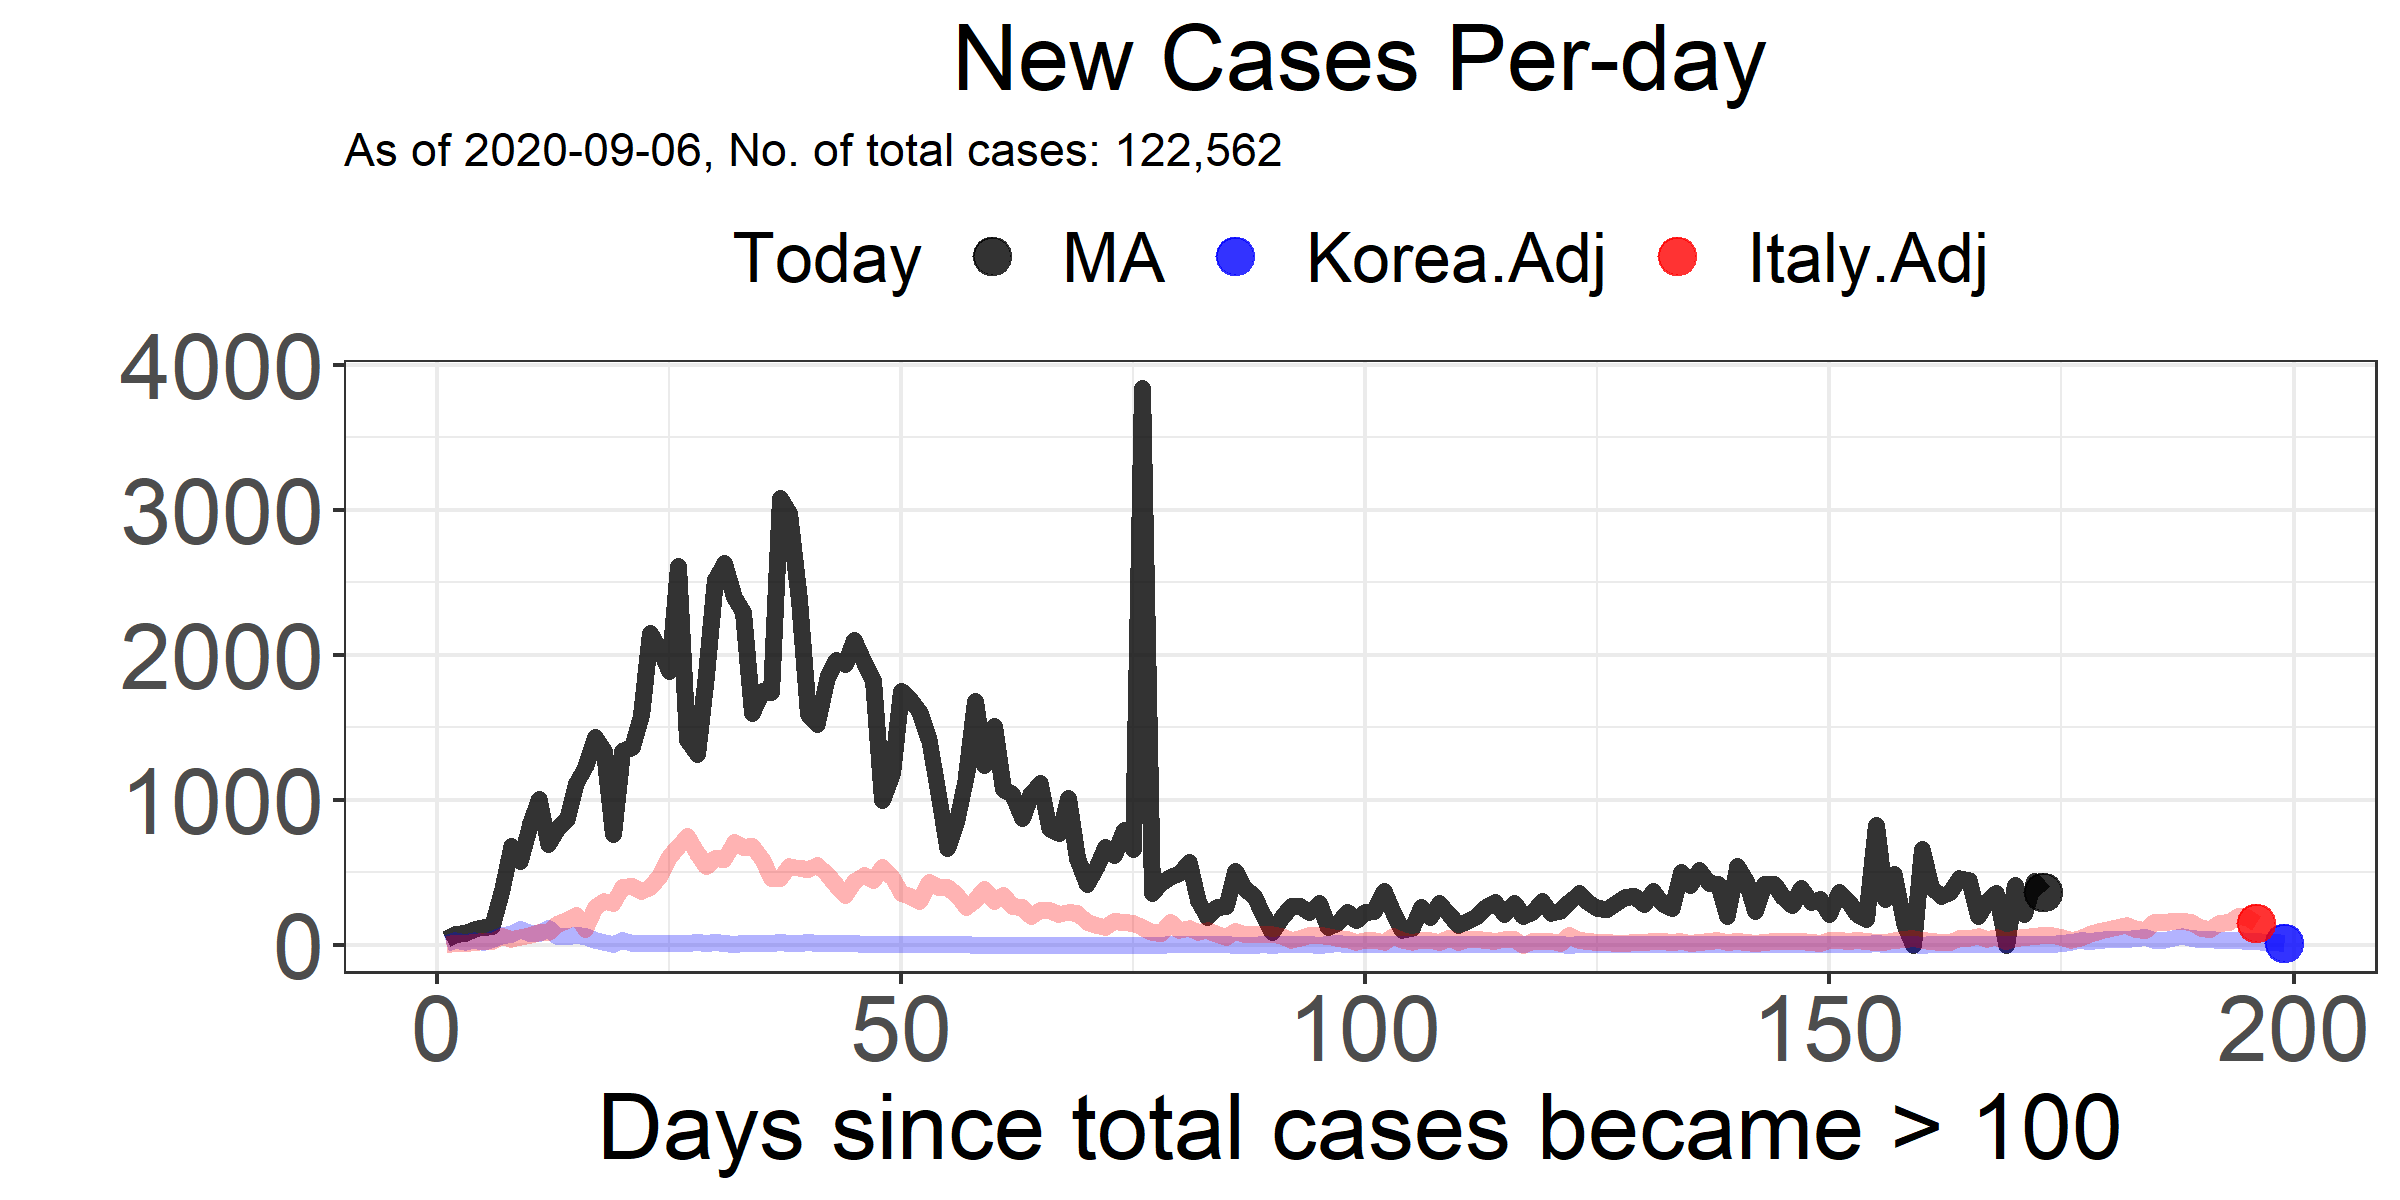 New Cases Per-day
As of 2020-09-06, No. of total cases: 122,562
Today MA Korea.Adj Italy.Adj
4000
3000
2000
1000
0
0 50 100 150 200
Days since total cases became > 100